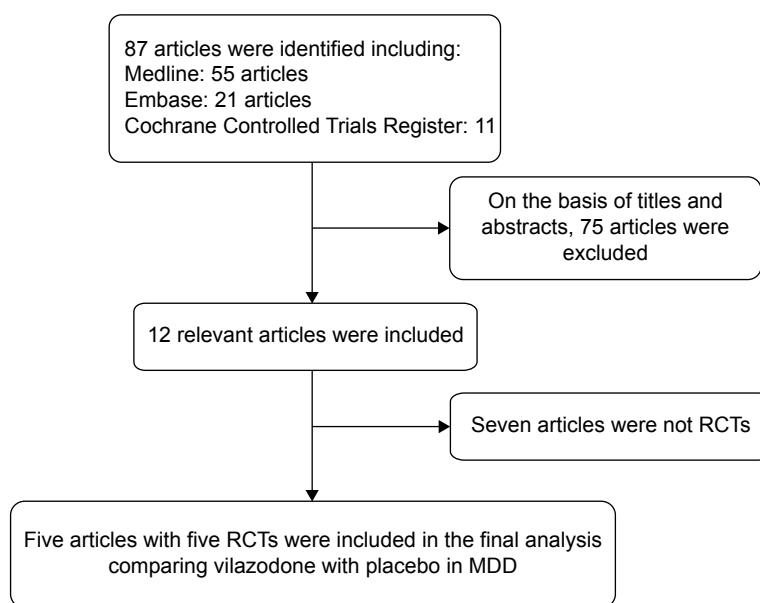 87 articles were identified including:
Medline: 55 articles
Embase: 21 articles
Cochrane Controlled Trials Register: 11
On the basis of titles and
abstracts, 75 articles were
excluded
12 relevant articles were included
Seven articles were not RCTs
Five articles with five RCTs were included in the final analysis
comparing vilazodone with placebo in MDD